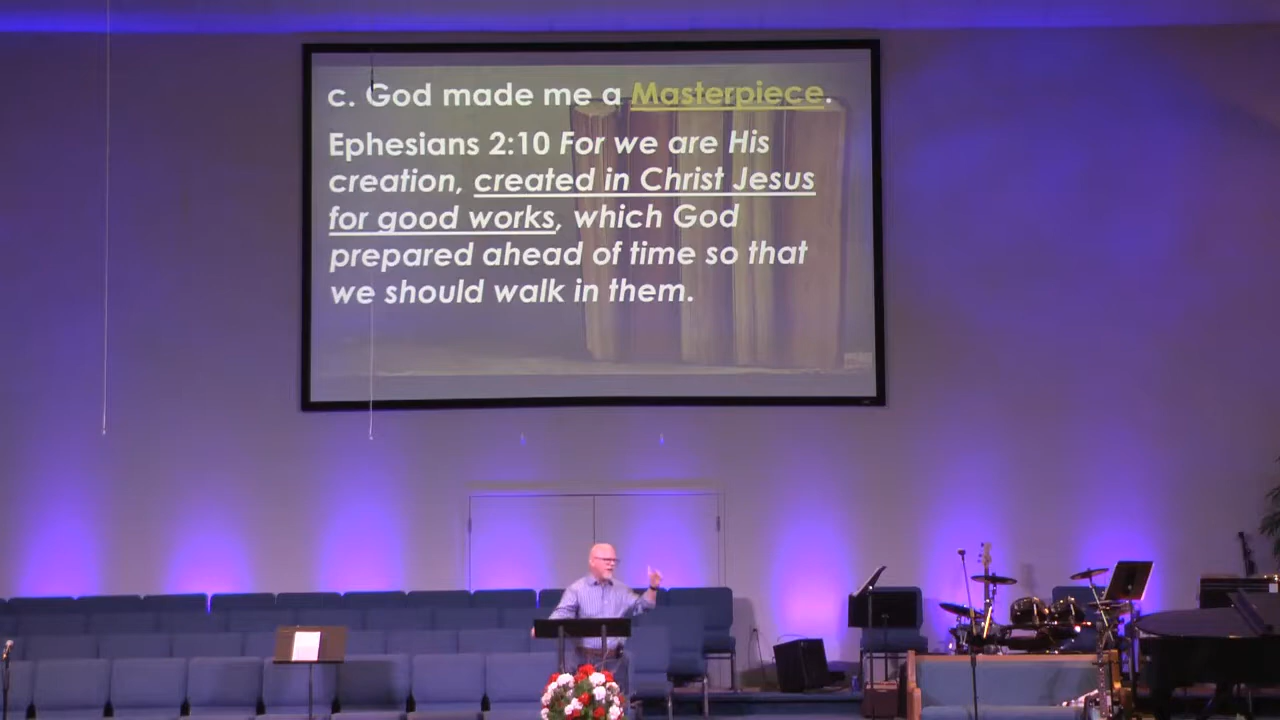 c. God made me a Masterpiece.
Ephesians 2:10 For we are His
creation, created in Christ Jesus
for good works, which God
prepared ahead of time so that
we should walk in them.